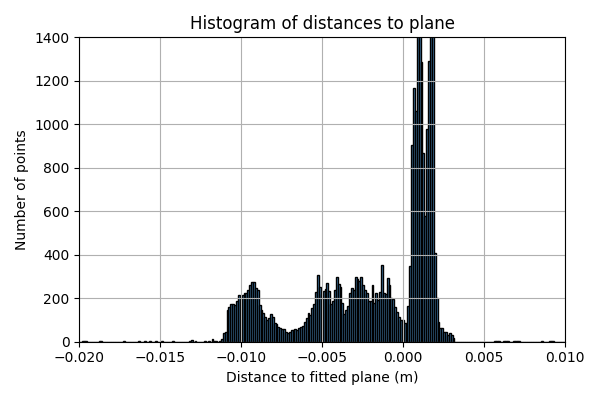 Histogram of distances to plane
1400
1200
1000
800
600
400
200
0
Number of points
−0.020 −0.015 −0.010 −0.005 0.000 0.005 0.010
Distance to fitted plane (m)